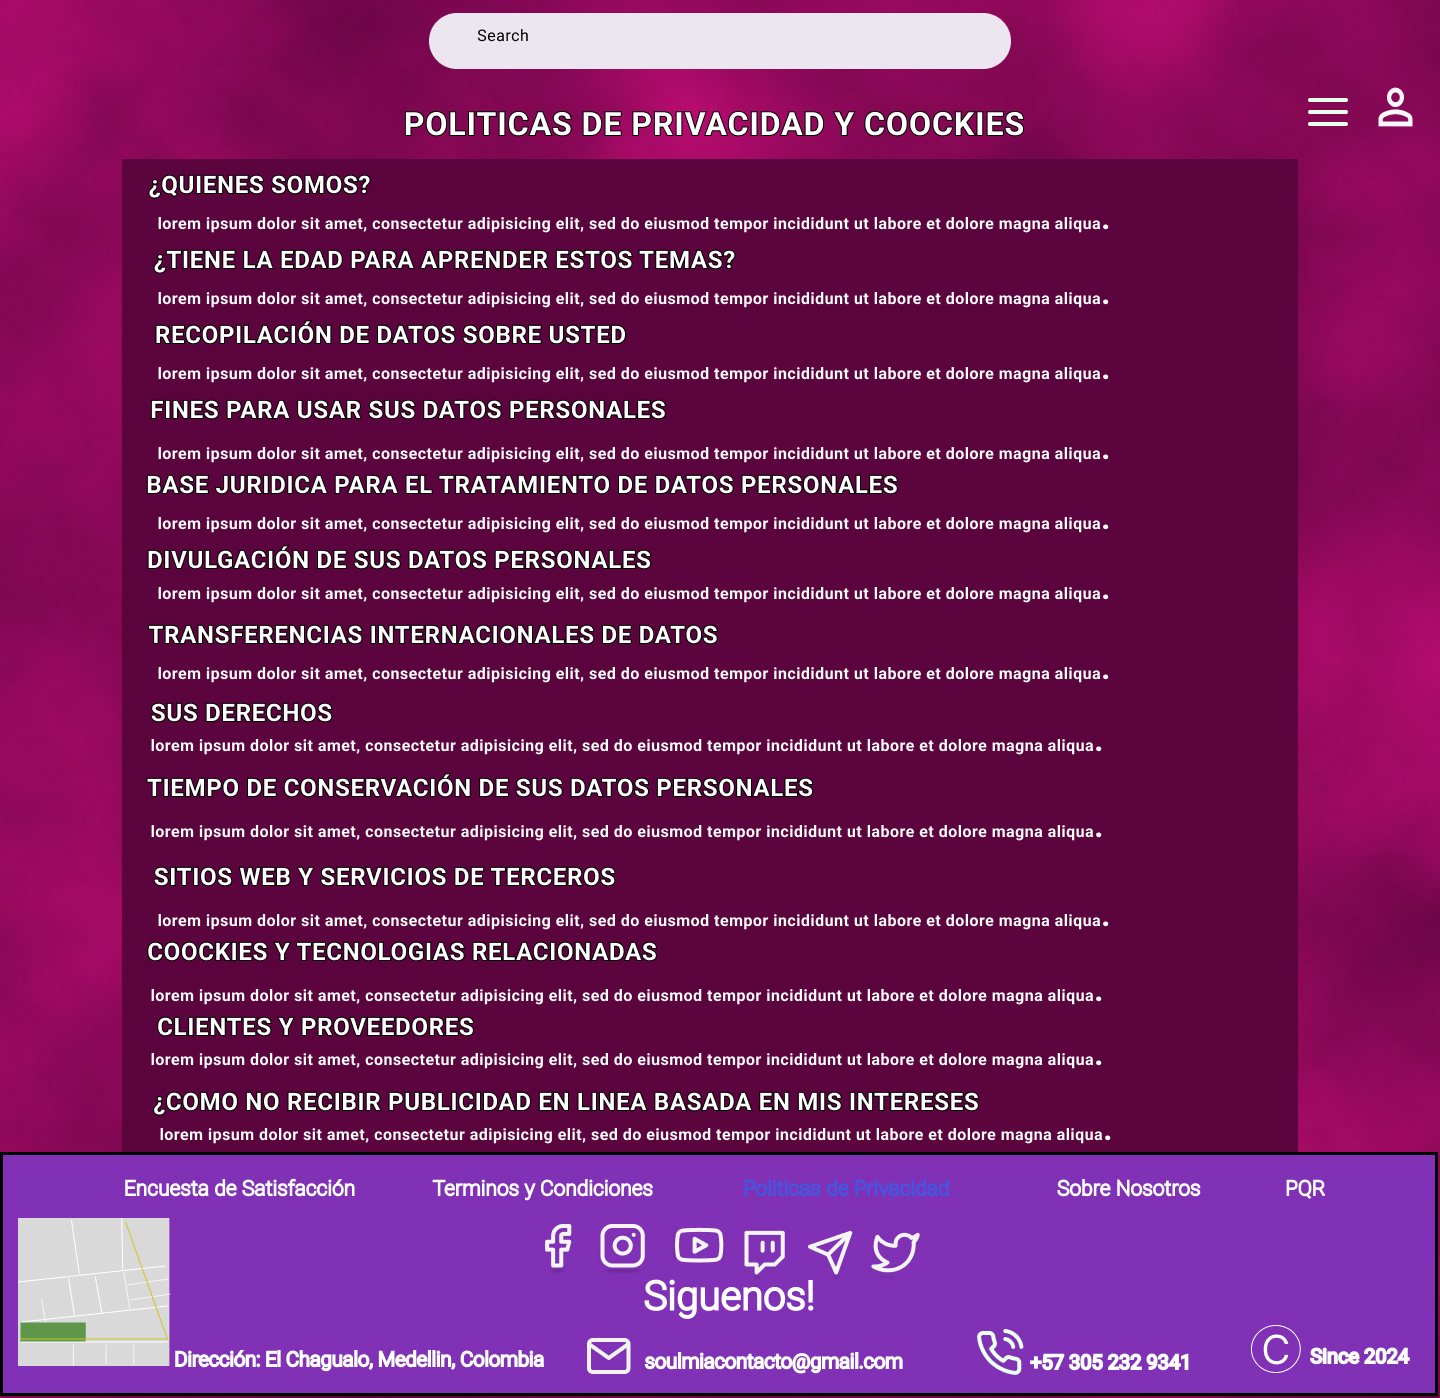 Search
POLITICAS DE PRIVACIDAD Y COOCKIES
¿QUIENES SOMOS?
lorem ipsum dolor sit amet, consectetur adipisicing elit, sed do eiusmod tempor incididunt ut labore et dolore magna aliqua.
¿TIENE LA EDAD PARA APRENDER ESTOS TEMAS?
lorem ipsum dolor sit amet, consectetur adipisicing elit, sed do eiusmod tempor incididunt ut labore et dolore magna aliqua.
RECOPILACIÓN DE DATOS SOBRE USTED
lorem ipsum dolor sit amet, consectetur adipisicing elit, sed do eiusmod tempor incididunt ut labore et dolore magna aliqua.
FINES PARA USAR SUS DATOS PERSONALES
lorem ipsum dolor sit amet, consectetur adipisicing elit, sed do eiusmod tempor incididunt ut labore et dolore magna aliqua.
BASE JURIDICA PARA EL TRATAMIENTO DE DATOS PERSONALES
lorem ipsum dolor sit amet, consectetur adipisicing elit, sed do eiusmod tempor incididunt ut labore et dolore magna aliqua.
DIVULGACIÓN DE SUS DATOS PERSONALES
lorem ipsum dolor sit amet, consectetur adipisicing elit, sed do eiusmod tempor incididunt ut labore et dolore magna aliqua.
TRANSFERENCIAS INTERNACIONALES DE DATOS
lorem ipsum dolor sit amet, consectetur adipisicing elit, sed do eiusmod tempor incididunt ut labore et dolore magna aliqua.
SUS DERECHOS
lorem ipsum dolor sit amet, consectetur adipisicing elit, sed do eiusmod tempor incididunt ut labore et dolore magna aliqua.
TIEMPO DE CONSERVACIÓN DE SUS DATOS PERSONALES
lorem ipsum dolor sit amet, consectetur adipisicing elit, sed do eiusmod tempor incididunt ut labore et dolore magna aliqua.
SITIOS WEB Y SERVICIOS DE TERCEROS
lorem ipsum dolor sit amet, consectetur adipisicing elit, sed do eiusmod tempor incididunt ut labore et dolore magna aliqua.
COOCKIES Y TECNOLOGIAS RELACIONADAS
lorem ipsum dolor sit amet, consectetur adipisicing elit, sed do eiusmod tempor incididunt ut labore et dolore magna aliqua.
CLIENTES Y PROVEEDORES
lorem ipsum dolor sit amet, consectetur adipisicing elit, sed do eiusmod tempor incididunt ut labore et dolore magna aliqua.
¿COMO NO RECIBIR PUBLICIDAD EN LINEA BASADA EN MIS INTERESES
lorem ipsum dolor sit amet, consectetur adipisicing elit, sed do eiusmod tempor incididunt ut labore et dolore magna aliqua.
Encuesta de Satisfacción Terminos y Condiciones Politicas de Privacidad Sobre Nosotros PQR
Siguenos!
Dirección: El Chagualo, Medellin, Colombia soulmiacontacto@gmail.com +57 305 232 9341 © Since 2024